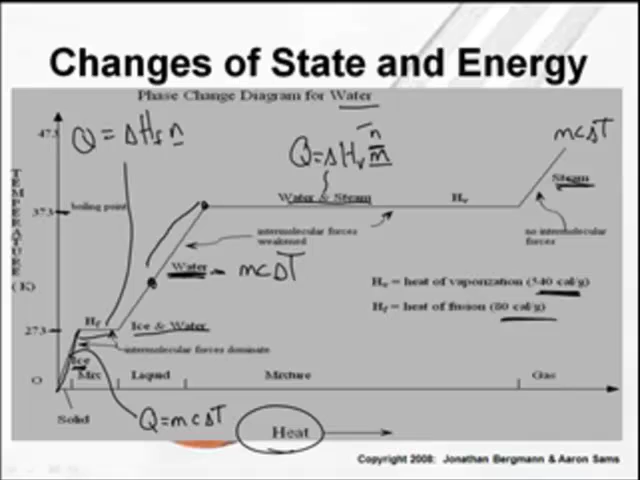 Changes of State and Energy
Phase Change Diagram for Water
473
Q = ΔHf n
n
Q = ΔHv m
mcΔT
Water & Steam
Hv
Steam
373
boiling point
intermolecular forces
weakened
no intermolecular
forces
TEMPERATURE (K)
Water
mcΔT
Hv = heat of vaporization (540 cal/g)
Hf = heat of fusion (80 cal/g)
Hf
273
Ice & Water
intermolecular forces dominate
Ice
O
Mix
Liquid
Mixture
Gas
Solid
Q = mcΔT
Heat
Copyright 2008: Jonathan Bergmann & Aaron Sams